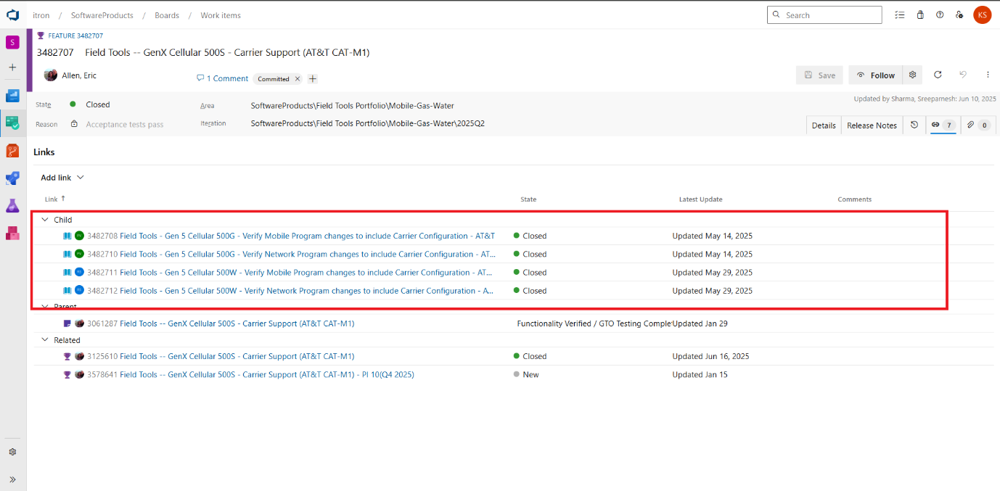 itron / SoftwareProducts / Boards / Work items
Search
KS
S
FEATURE 3482707
3482707 Field Tools -- GenX Cellular 500S - Carrier Support (AT&T CAT-M1)
Allen, Eric
1 Comment
Committed
Save
Follow
State
Closed
Area
SoftwareProducts\Field Tools Portfolio\Mobile-Gas-Water
Updated by Sharma, Sreeparnesh: Jun 10, 2025
Reason
Acceptance tests pass
Iteration
SoftwareProducts\Field Tools Portfolio\Mobile-Gas-Water\2025Q2
Details
Release Notes
7
0
Links
Add link
Link
State
Latest Update
Comments
Child
3482708 Field Tools - Gen 5 Cellular 500G - Verify Mobile Program changes to include Carrier Configuration - AT&T Closed Updated May 14, 2025
3482710 Field Tools - Gen 5 Cellular 500G - Verify Network Program changes to include Carrier Configuration - AT... Closed Updated May 14, 2025
3482711 Field Tools - Gen 5 Cellular 500W - Verify Mobile Program changes to include Carrier Configuration - AT... Closed Updated May 29, 2025
3482712 Field Tools - Gen 5 Cellular 500W - Verify Network Program changes to include Carrier Configuration - A... Closed Updated May 29, 2025
Parent
3061287 Field Tools -- GenX Cellular 500S - Carrier Support (AT&T CAT-M1) Functionality Verified / GTO Testing Comple Updated Jan 29
Related
3125610 Field Tools -- GenX Cellular 500S - Carrier Support (AT&T CAT-M1) Closed Updated Jun 16, 2025
3578641 Field Tools -- GenX Cellular 500S - Carrier Support (AT&T CAT-M1) - PI 10(Q4 2025) New Updated Jan 15